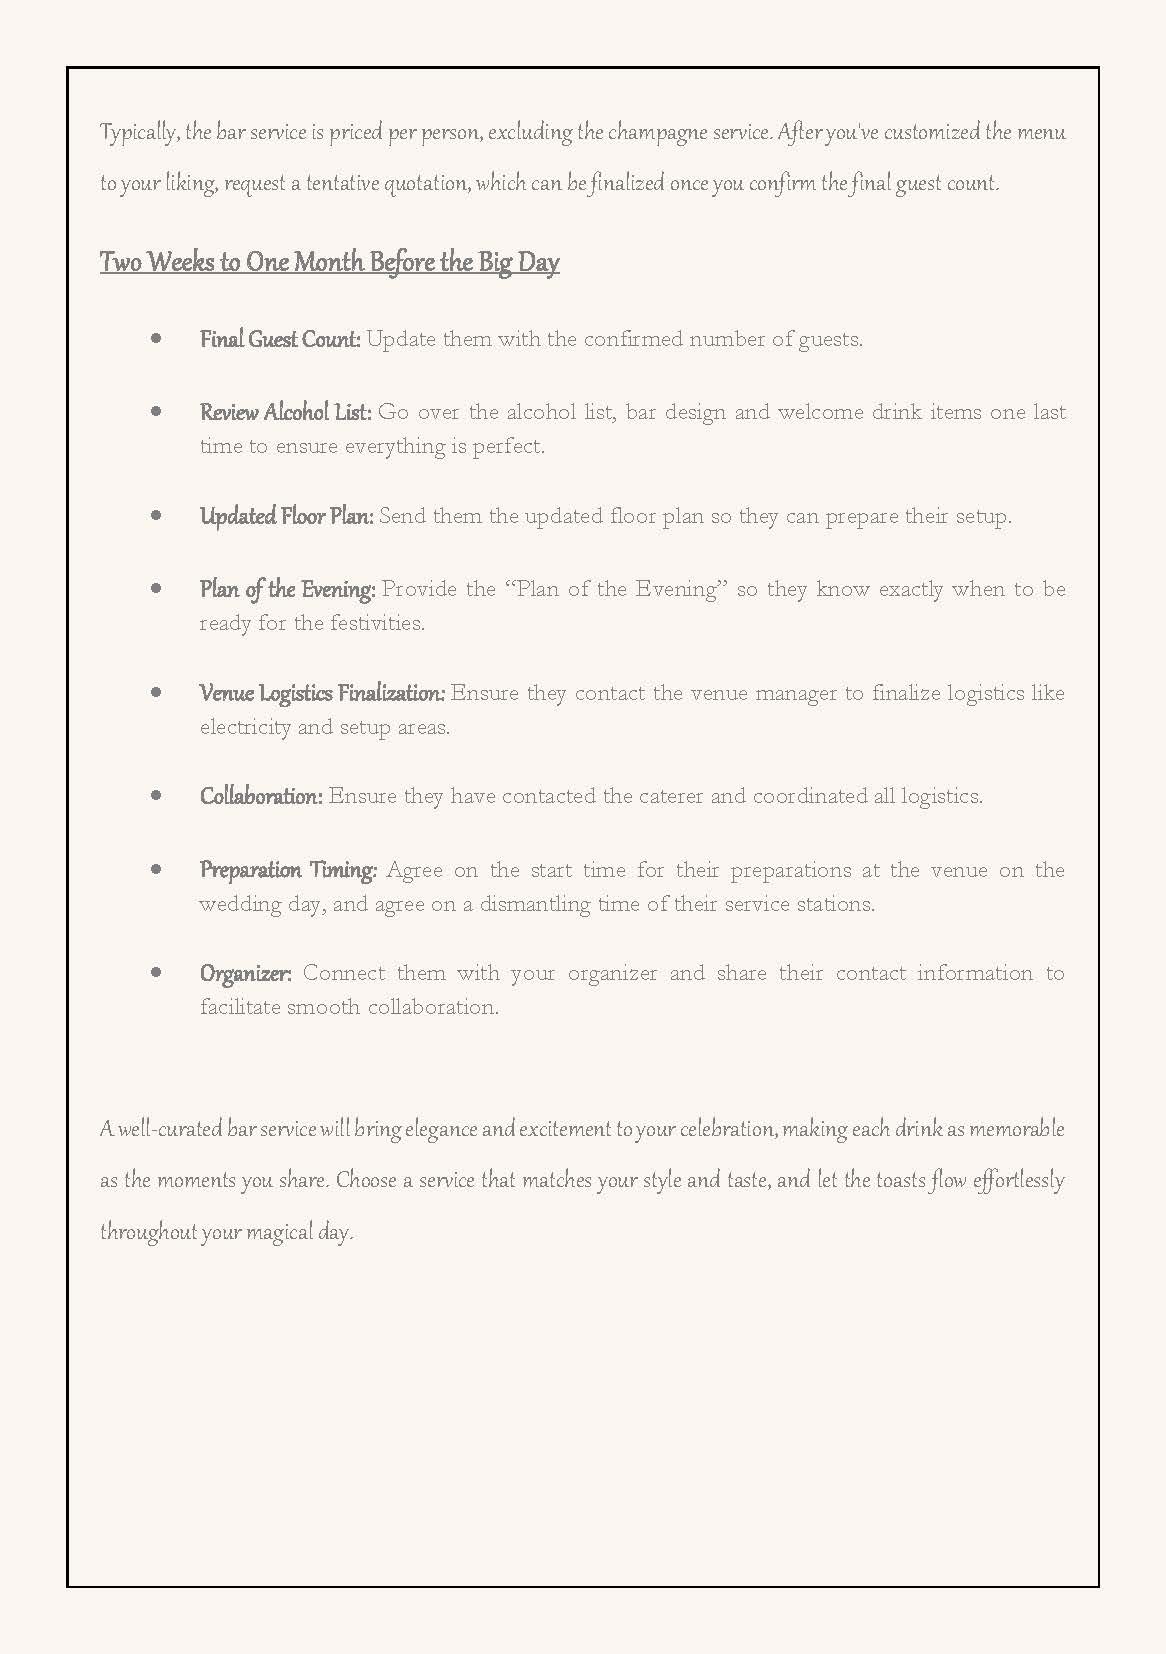 Typically, the bar service is priced per person, excluding the champagne service. After you've customized the menu
to your liking, request a tentative quotation, which can be finalized once you confirm the final guest count.
Two Weeks to One Month Before the Big Day
• Final Guest Count: Update them with the confirmed number of guests.
• Review Alcohol List: Go over the alcohol list, bar design and welcome drink items one last
time to ensure everything is perfect.
• Updated Floor Plan: Send them the updated floor plan so they can prepare their setup.
• Plan of the Evening: Provide the “Plan of the Evening” so they know exactly when to be
ready for the festivities.
• Venue Logistics Finalization: Ensure they contact the venue manager to finalize logistics like
electricity and setup areas.
• Collaboration: Ensure they have contacted the caterer and coordinated all logistics.
• Preparation Timing: Agree on the start time for their preparations at the venue on the
wedding day, and agree on a dismantling time of their service stations.
• Organizer: Connect them with your organizer and share their contact information to
facilitate smooth collaboration.
A well-curated bar service will bring elegance and excitement to your celebration, making each drink as memorable
as the moments you share. Choose a service that matches your style and taste, and let the toasts flow effortlessly
throughout your magical day.